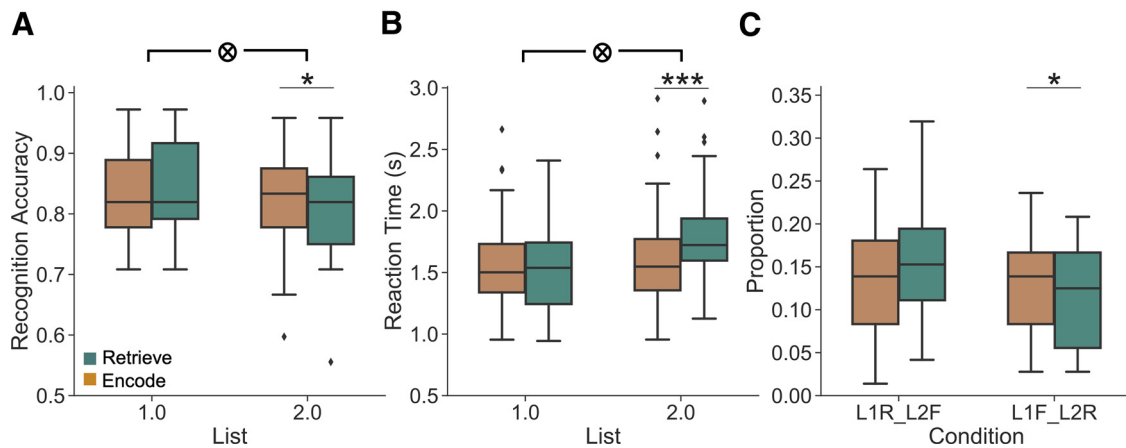 A
Recognition Accuracy
1.0
0.9
0.8
0.7
0.6
0.5
*
Retrieve
Encode
1.0 2.0
List
B
Reaction Time (s)
3.0
2.5
2.0
1.5
1.0
0.5
***
1.0 2.0
List
C
Proportion
0.35
0.30
0.25
0.20
0.15
0.10
0.05
0.00
*
L1R_L2F L1F_L2R
Condition